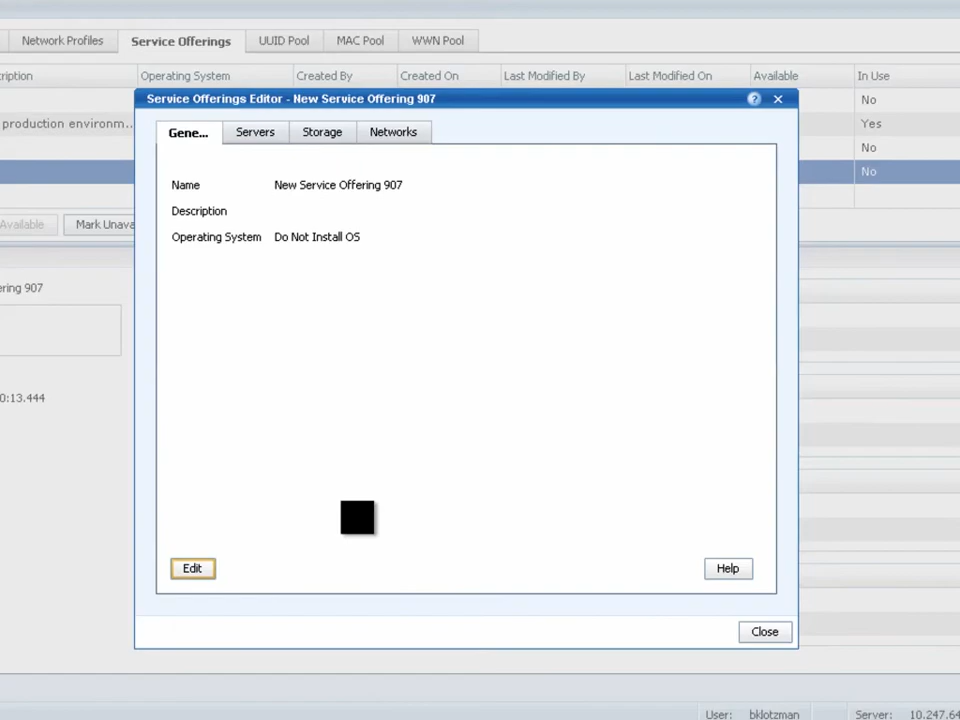 Network Profiles Service Offerings UUID Pool MAC Pool WWN Pool
ription Operating System Created By Created On Last Modified By Last Modified On Available In Use
No
production environm... Yes
No
No
Available Mark Unava
Service Offerings Editor - New Service Offering 907 ?
Gene... Servers Storage Networks
Name New Service Offering 907
Description
Operating System Do Not Install OS
ering 907
0:13.444
Edit Help
Close
User: bklotzman Server: 10.247.64